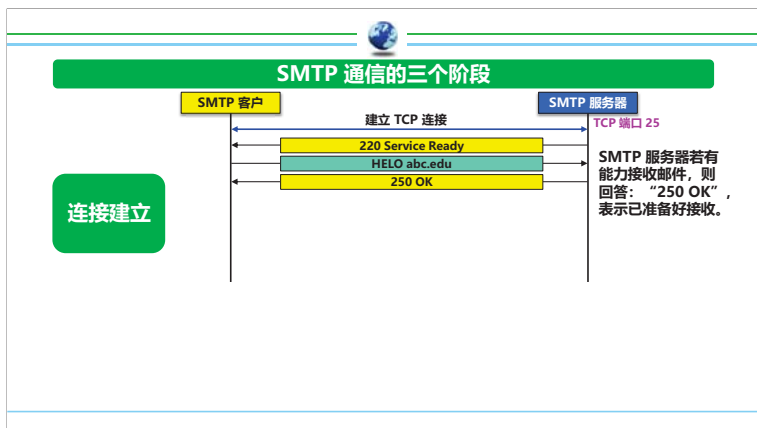 SMTP 通信的三个阶段
SMTP 客户
SMTP 服务器
建立 TCP 连接
TCP 端口 25
220 Service Ready
HELO abc.edu
250 OK
连接建立
SMTP 服务器若有
能力接收邮件，则
回答：“250 OK”，
表示已准备好接收。